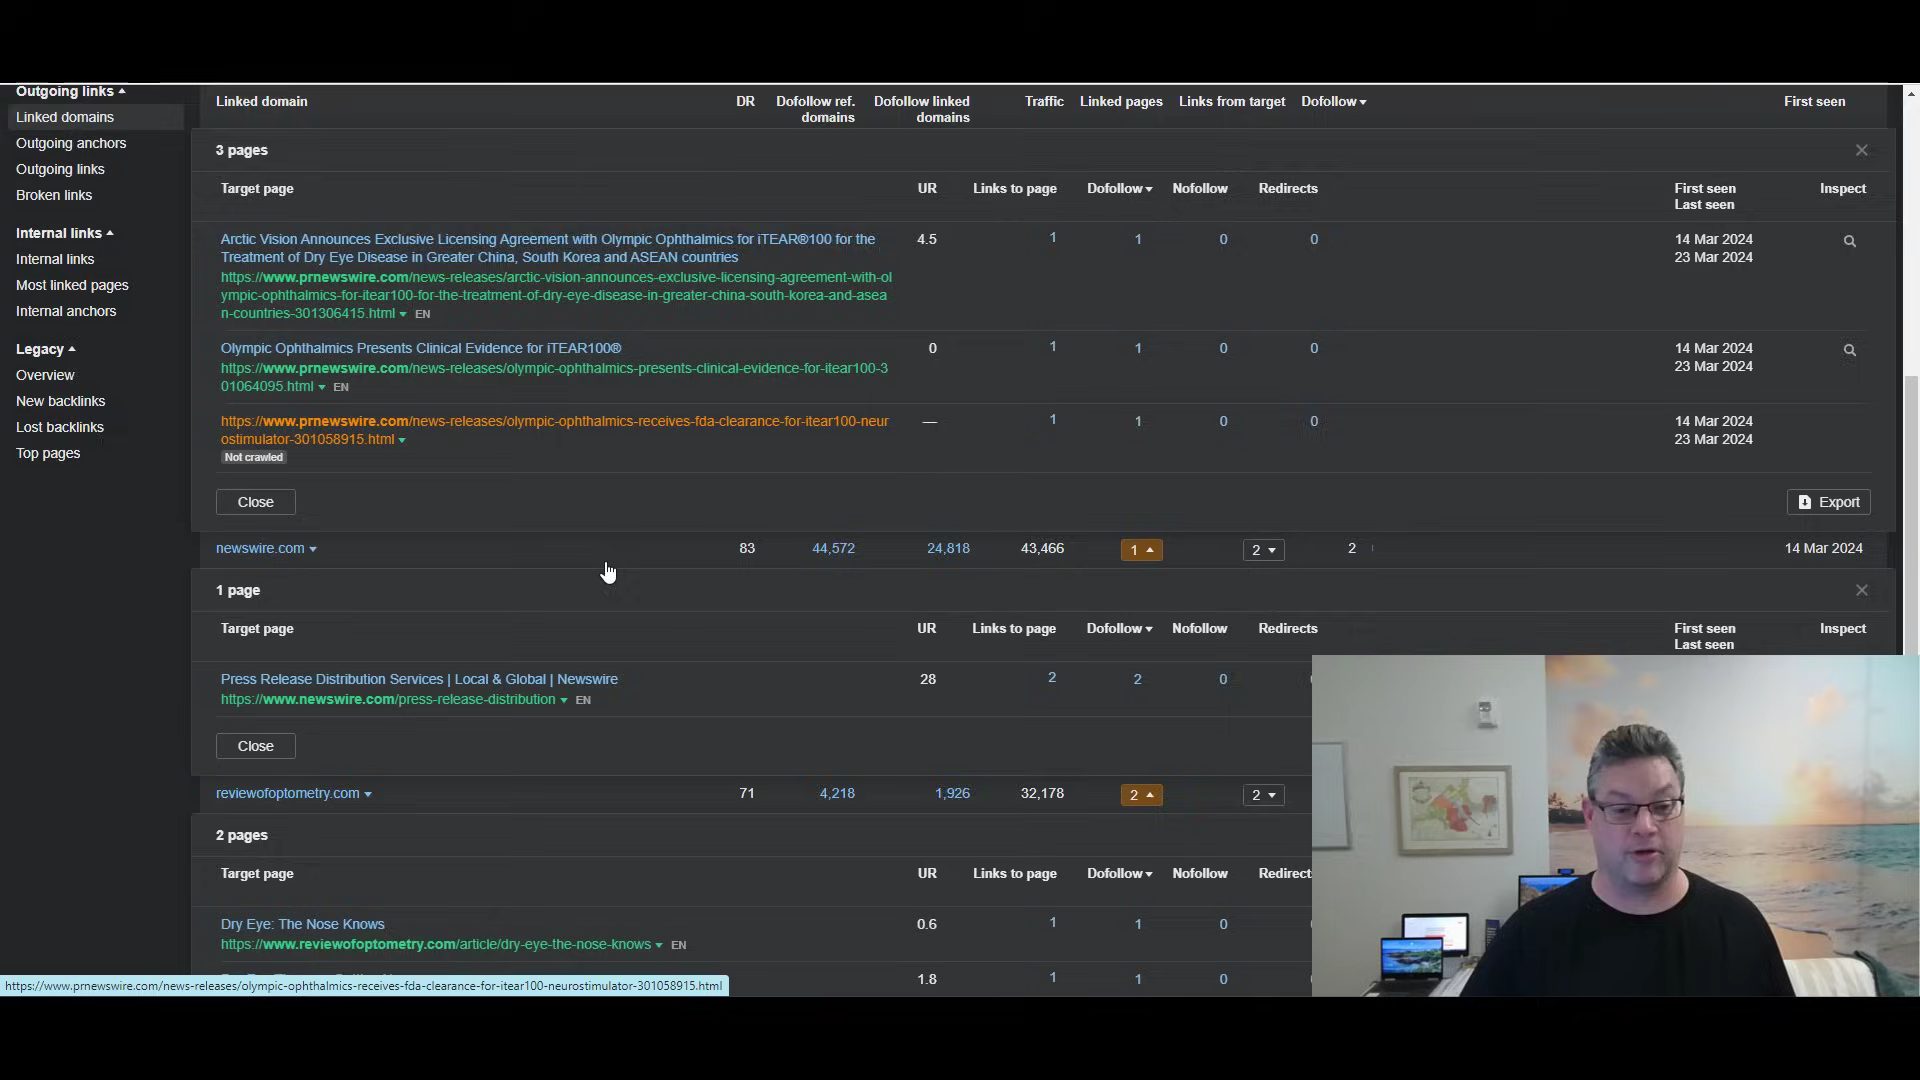 Outgoing links
Linked domains
Outgoing anchors
Outgoing links
Broken links
Internal links
Internal links
Most linked pages
Internal anchors
Legacy
Overview
New backlinks
Lost backlinks
Top pages
Linked domain DR Dofollow ref. domains Dofollow linked domains Traffic Linked pages Links from target Dofollow First seen
3 pages
Target page UR Links to page Dofollow Nofollow Redirects First seen Last seen Inspect
Arctic Vision Announces Exclusive Licensing Agreement with Olympic Ophthalmics for iTEAR®100 for the 4.5 1 1 0 0 14 Mar 2024
Treatment of Dry Eye Disease in Greater China, South Korea and ASEAN countries 23 Mar 2024
https://www.prnewswire.com/news-releases/arctic-vision-announces-exclusive-licensing-agreement-with-ol
ympic-ophthalmics-for-itear100-for-the-treatment-of-dry-eye-disease-in-greater-china-south-korea-and-asea
n-countries-301306415.html EN
Olympic Ophthalmics Presents Clinical Evidence for iTEAR100® 0 1 1 0 0 14 Mar 2024
https://www.prnewswire.com/news-releases/olympic-ophthalmics-presents-clinical-evidence-for-itear100-3 23 Mar 2024
01064095.html EN
https://www.prnewswire.com/news-releases/olympic-ophthalmics-receives-fda-clearance-for-itear100-neur — 1 1 0 0 14 Mar 2024
ostimulator-301058915.html 23 Mar 2024
Not crawled
Close Export
newswire.com 83 44,572 24,818 43,466 1 2 2 14 Mar 2024
1 page
Target page UR Links to page Dofollow Nofollow Redirects First seen Last seen Inspect
Press Release Distribution Services | Local & Global | Newswire 28 2 2 0
https://www.newswire.com/press-release-distribution EN
Close
reviewofoptometry.com 71 4,218 1,926 32,178 2 2
2 pages
Target page UR Links to page Dofollow Nofollow Redirect
Dry Eye: The Nose Knows 0.6 1 1 0
https://www.reviewofoptometry.com/article/dry-eye-the-nose-knows EN
1.8 1 1 0
https://www.prnewswire.com/news-releases/olympic-ophthalmics-receives-fda-clearance-for-itear100-neurostimulator-301058915.html